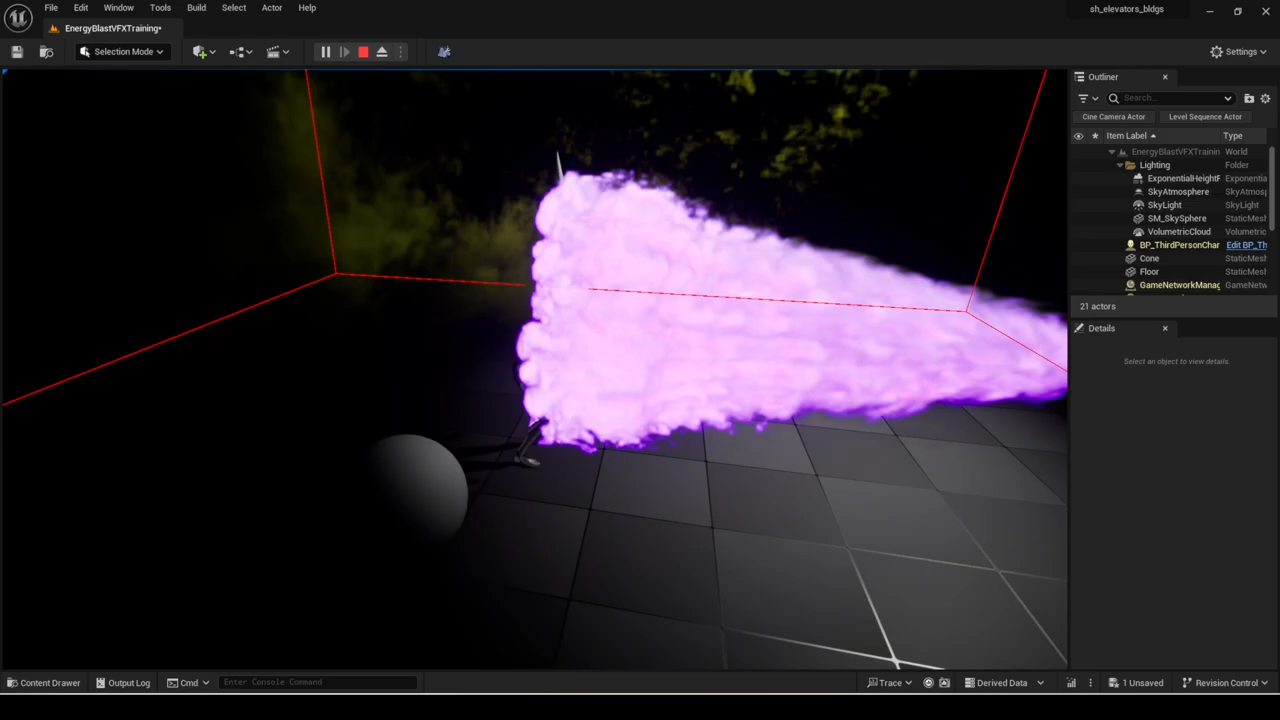 File Edit Window Tools Build Select Actor Help
sh_elevators_bldgs
EnergyBlastVFXTraining*
Selection Mode
Settings
Outliner
Search...
Cine Camera Actor Level Sequence Actor
Item Label Type
EnergyBlastVFXTrainin World
Lighting Folder
ExponentialHeightF Exponentia
SkyAtmosphere SkyAtmos
SkyLight SkyLight
SM_SkySphere StaticMes
VolumetricCloud Volumetric
BP_ThirdPersonChar Edit BP_Th
Cone StaticMes
Floor StaticMes
GameNetworkManag GameNetw
21 actors
Details
Select an object to view details.
Content Drawer Output Log Cmd Enter Console Command Trace Derived Data 1 Unsaved Revision Control